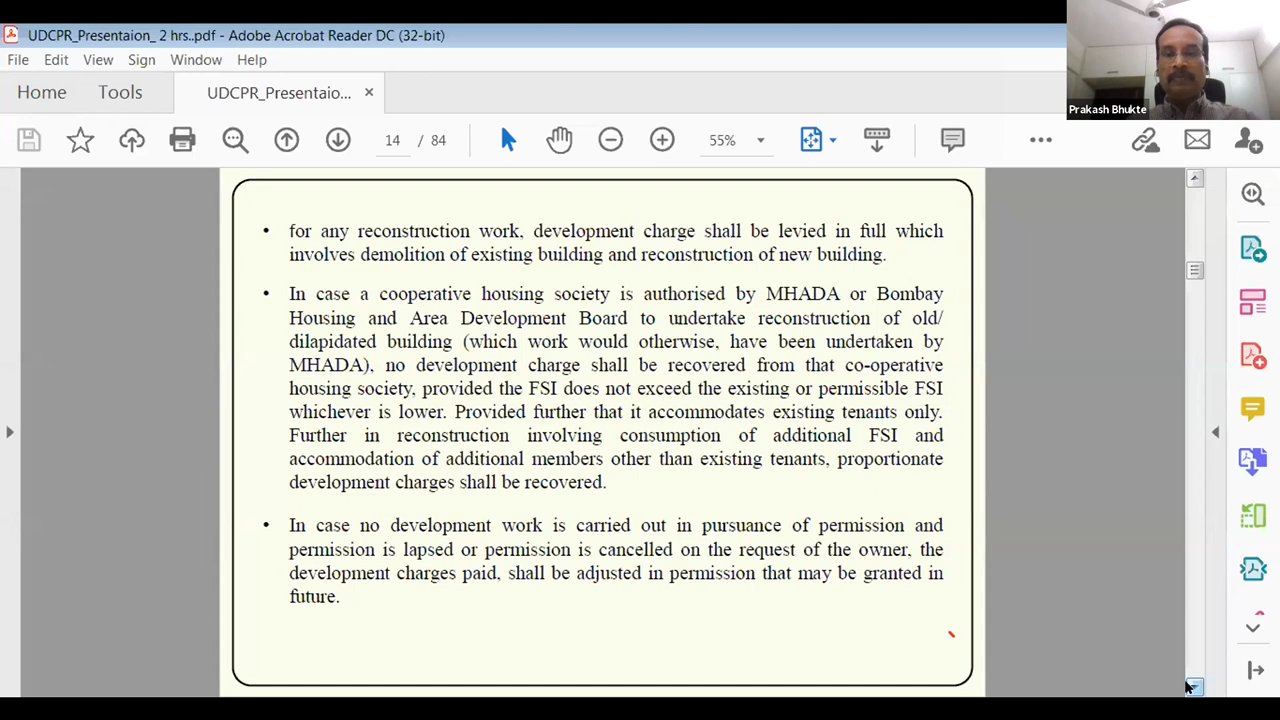 UDCPR_Presentaion_ 2 hrs..pdf - Adobe Acrobat Reader DC (32-bit)
File Edit View Sign Window Help
Home Tools UDCPR_Presentaio... ×
14 / 84 55%
Prakash Bhukte
• for any reconstruction work, development charge shall be levied in full which
involves demolition of existing building and reconstruction of new building.
• In case a cooperative housing society is authorised by MHADA or Bombay
Housing and Area Development Board to undertake reconstruction of old/
dilapidated building (which work would otherwise, have been undertaken by
MHADA), no development charge shall be recovered from that co-operative
housing society, provided the FSI does not exceed the existing or permissible FSI
whichever is lower. Provided further that it accommodates existing tenants only.
Further in reconstruction involving consumption of additional FSI and
accommodation of additional members other than existing tenants, proportionate
development charges shall be recovered.
• In case no development work is carried out in pursuance of permission and
permission is lapsed or permission is cancelled on the request of the owner, the
development charges paid, shall be adjusted in permission that may be granted in
future.